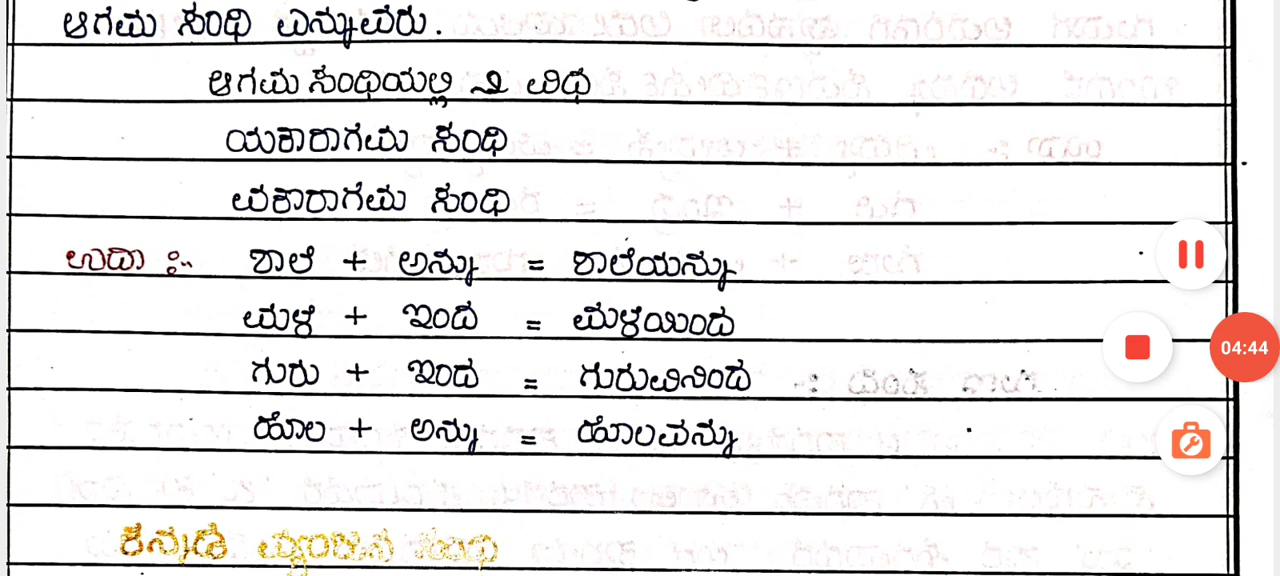 ಆಗಮ ಸಂಧಿ ಎನ್ನುವರು.
ಆಗಮ ಸಂಧಿಯಲ್ಲಿ ೨ ವಿಧ
ಯಕಾರಾಗಮ ಸಂಧಿ
ವಕಾರಾಗಮ ಸಂಧಿ
ಉದಾ :- ಶಾಲೆ + ಅನ್ನು = ಶಾಲೆಯನ್ನು
ಮಳೆ + ಇಂದ = ಮಳೆಯಿಂದ
ಗುರು + ಇಂದ = ಗುರುವಿನಿಂದ
ಹೊಲ + ಅನ್ನು = ಹೊಲವನ್ನು
04:44
ಕನ್ನಡ ವ್ಯಂಜನ ಸಂಧಿ